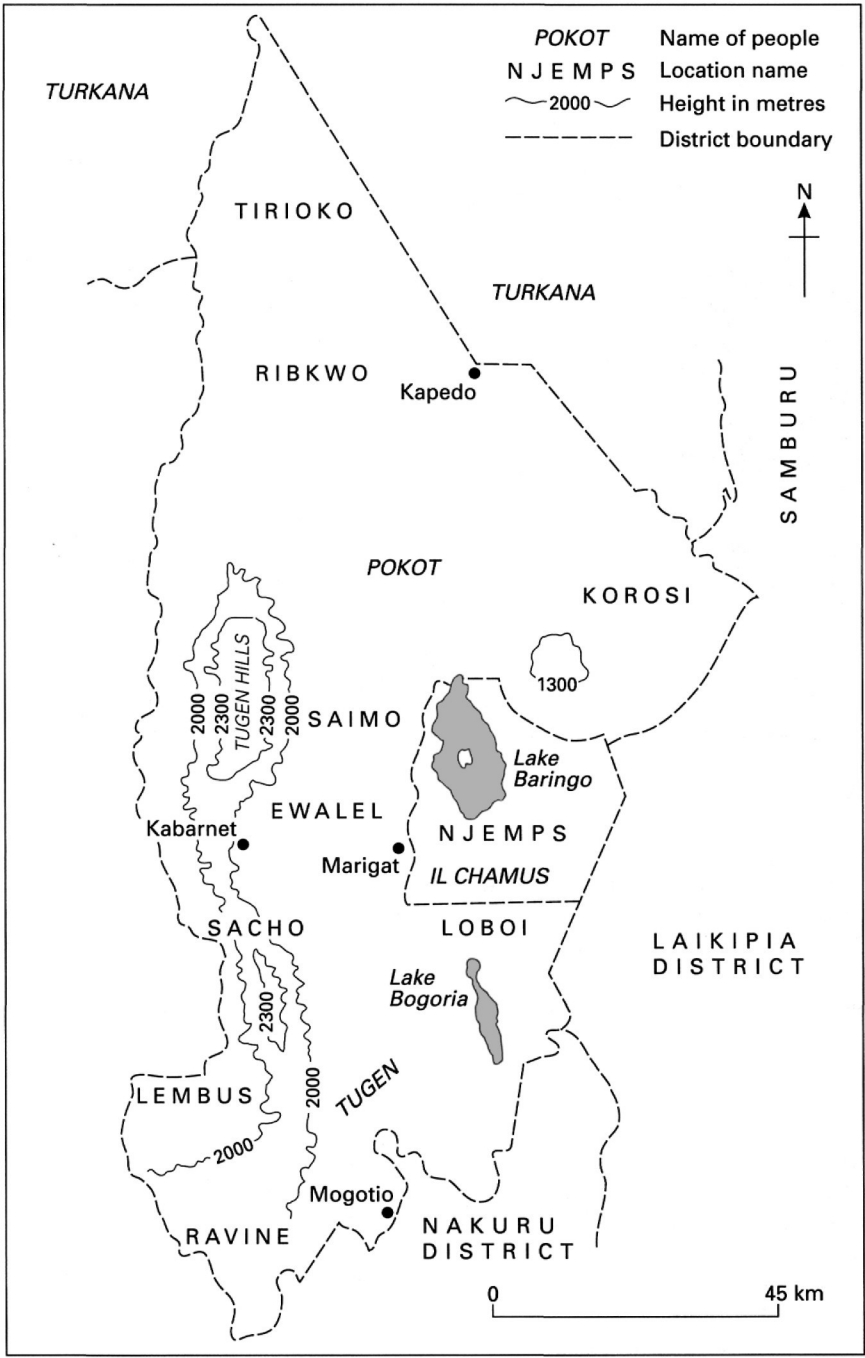 POKOT Name of people
NJEMPS Location name
2000 Height in metres
District boundary
TURKANA
N
TIRIOKO
TURKANA
RIBKWO
Kapedo
SAMBURU
POKOT
KOROSI
1300
2000
2300
TUGEN HILLS
2300
2000
SAIMO
Lake
Baringo
EWALEL
Kabarnet
NJEMPS
Marigat
IL CHAMUS
SACHO
LOBOI
LAIKIPIA
DISTRICT
Lake
Bogoria
2300
LEMBUS
2000
TUGEN
2000
Mogotio
RAVINE
NAKURU
DISTRICT
0 45 km